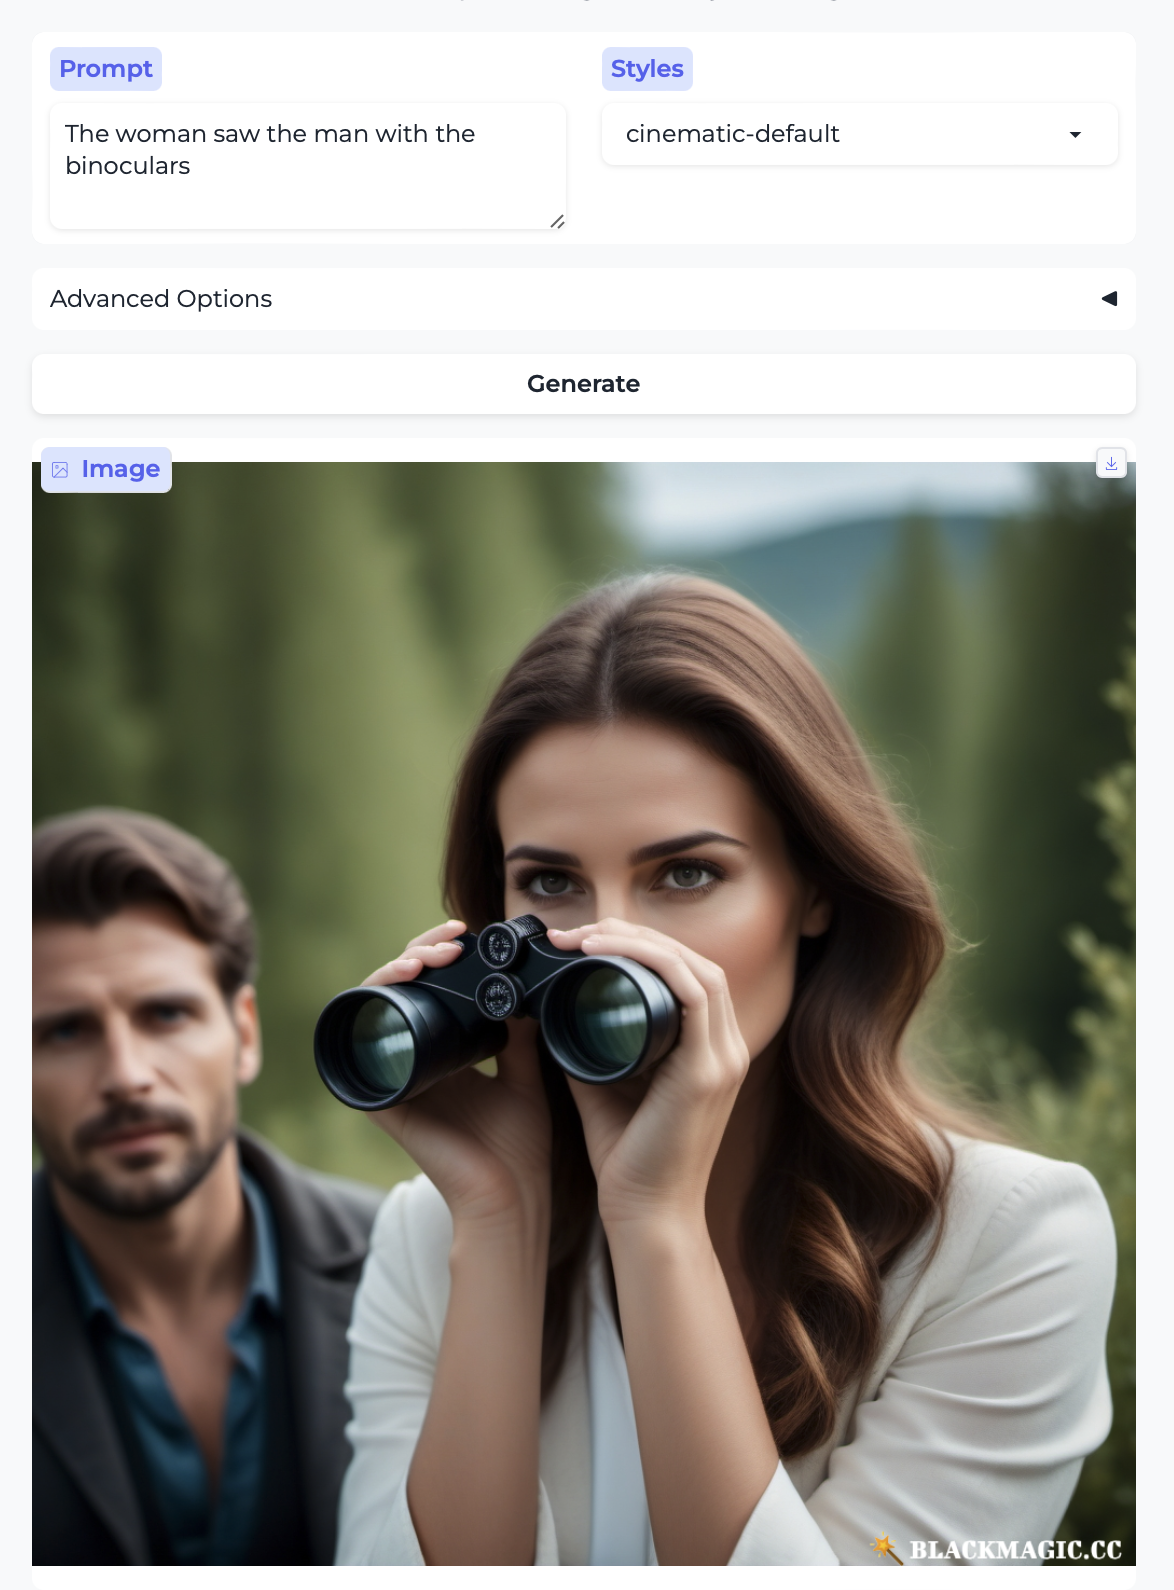 Prompt
Styles
The woman saw the man with the
binoculars
cinematic-default
Advanced Options
Generate
Image
BLACKMAGIC.CC